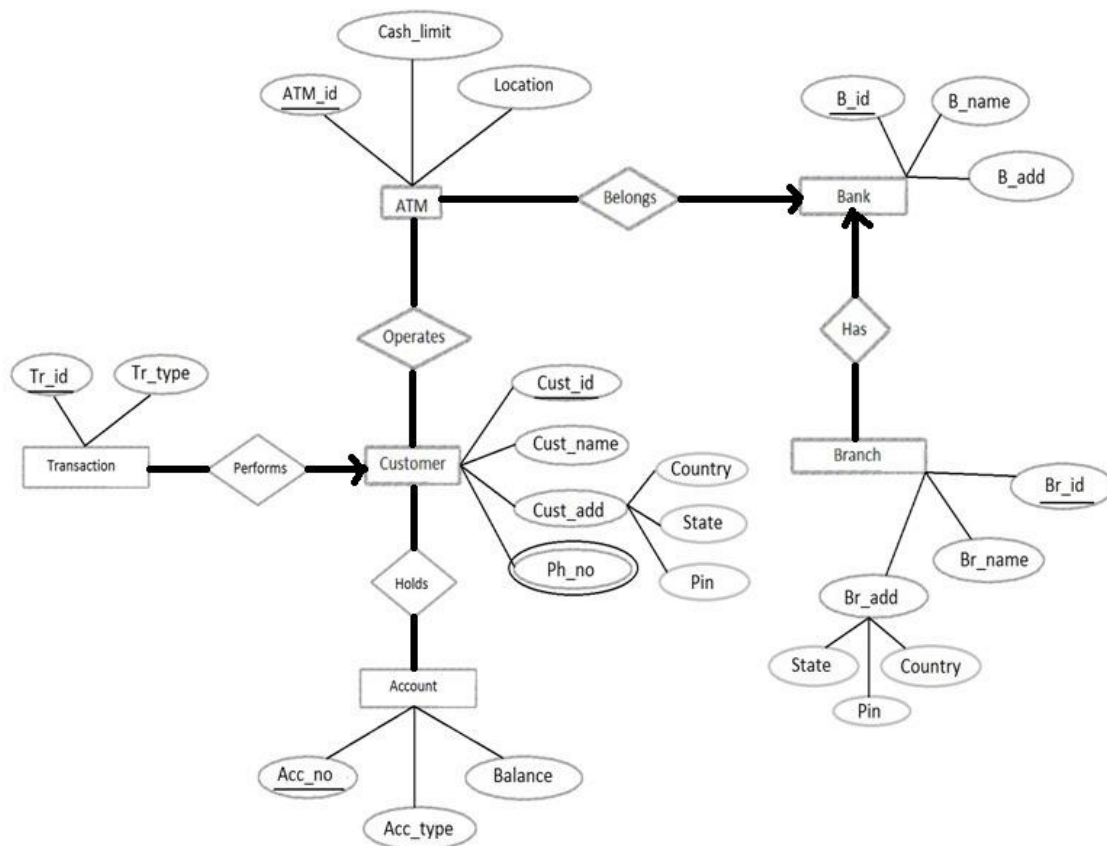 Cash_limit
ATM_id
Location
B_id
B_name
B_add
ATM
Belongs
Bank
Operates
Has
Tr_id
Tr_type
Cust_id
Cust_name
Transaction
Performs
Customer
Country
Branch
Cust_add
State
Br_id
Ph_no
Pin
Br_name
Holds
Br_add
State
Country
Account
Pin
Acc_no
Balance
Acc_type